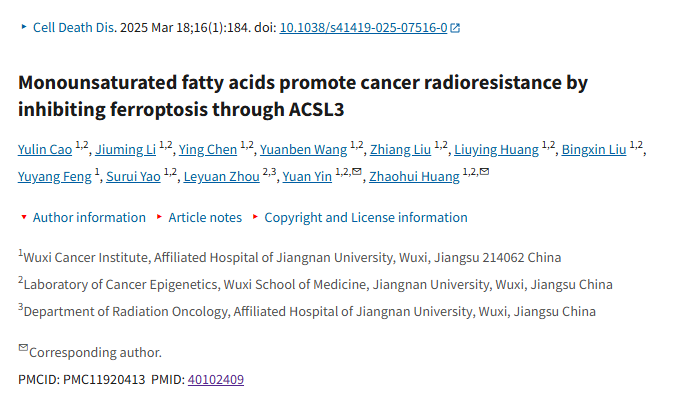 Cell Death Dis. 2025 Mar 18;16(1):184. doi: 10.1038/s41419-025-07516-0
Monounsaturated fatty acids promote cancer radioresistance by
inhibiting ferroptosis through ACSL3
Yulin Cao 1,2, Jiuming Li 1,2, Ying Chen 1,2, Yuanben Wang 1,2, Zhiang Liu 1,2, Liuying Huang 1,2, Bingxin Liu 1,2,
Yuyang Feng 1, Surui Yao 1,2, Leyuan Zhou 2,3, Yuan Yin 1,2,✉, Zhaohui Huang 1,2,✉
Author information Article notes Copyright and License information
1Wuxi Cancer Institute, Affiliated Hospital of Jiangnan University, Wuxi, Jiangsu 214062 China
2Laboratory of Cancer Epigenetics, Wuxi School of Medicine, Jiangnan University, Wuxi, Jiangsu China
3Department of Radiation Oncology, Affiliated Hospital of Jiangnan University, Wuxi, Jiangsu China
✉Corresponding author.
PMCID: PMC11920413 PMID: 40102409